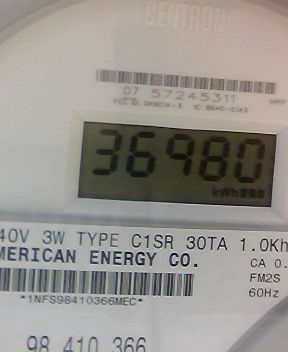 CENTRON
07 57245311
HPP
36980
kWh
40V 3W TYPE C1SR 30TA 1.0Kh
MERICAN ENERGY CO.
CA 0.
FM2S
60Hz
*1NFS98410366MEC*
98 410 366